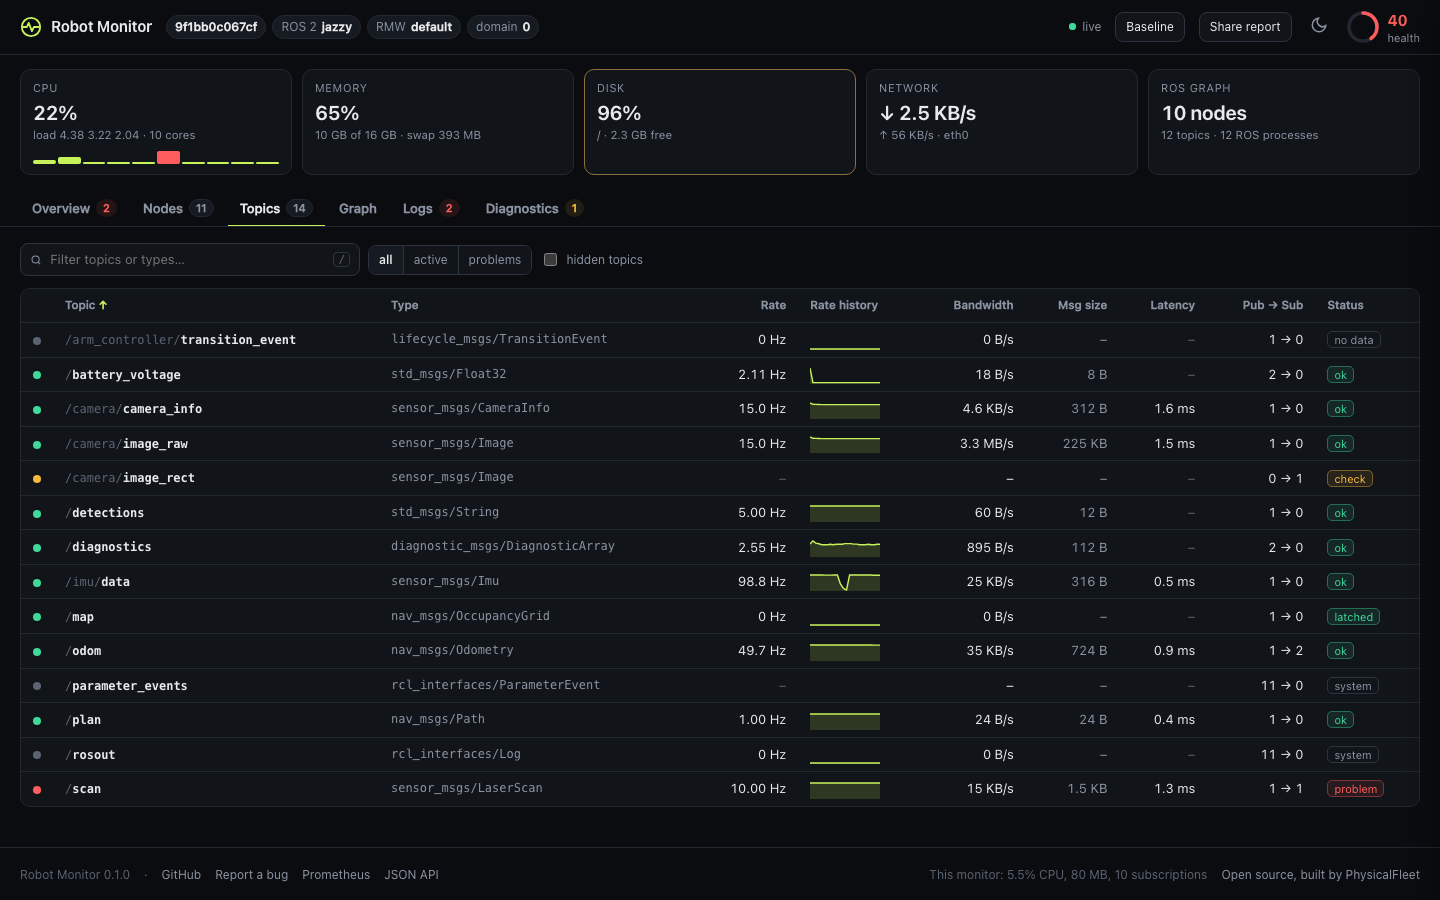 Robot Monitor 9f1bb0c067cf ROS 2 jazzy RMW default domain 0 live Baseline Share report 40 health
CPU
22%
load 4.38 3.22 2.04 · 10 cores
MEMORY
65%
10 GB of 16 GB · swap 393 MB
DISK
96%
/ · 2.3 GB free
NETWORK
↓ 2.5 KB/s
↑ 56 KB/s · eth0
ROS GRAPH
10 nodes
12 topics · 12 ROS processes
Overview 2 Nodes 11 Topics 14 Graph Logs 2 Diagnostics 1
Filter topics or types... / all active problems hidden topics
Topic ↑ Type Rate Rate history Bandwidth Msg size Latency Pub → Sub Status
/arm_controller/transition_event lifecycle_msgs/TransitionEvent 0 Hz 0 B/s – – 1 → 0 no data
/battery_voltage std_msgs/Float32 2.11 Hz 18 B/s 8 B – 2 → 0 ok
/camera/camera_info sensor_msgs/CameraInfo 15.0 Hz 4.6 KB/s 312 B 1.6 ms 1 → 0 ok
/camera/image_raw sensor_msgs/Image 15.0 Hz 3.3 MB/s 225 KB 1.5 ms 1 → 0 ok
/camera/image_rect sensor_msgs/Image – – – 0 → 1 check
/detections std_msgs/String 5.00 Hz 60 B/s 12 B – 1 → 0 ok
/diagnostics diagnostic_msgs/DiagnosticArray 2.55 Hz 895 B/s 112 B – 2 → 0 ok
/imu/data sensor_msgs/Imu 98.8 Hz 25 KB/s 316 B 0.5 ms 1 → 0 ok
/map nav_msgs/OccupancyGrid 0 Hz 0 B/s – – 1 → 0 latched
/odom nav_msgs/Odometry 49.7 Hz 35 KB/s 724 B 0.9 ms 1 → 2 ok
/parameter_events rcl_interfaces/ParameterEvent – – – – 11 → 0 system
/plan nav_msgs/Path 1.00 Hz 24 B/s 24 B 0.4 ms 1 → 0 ok
/rosout rcl_interfaces/Log 0 Hz 0 B/s – – 11 → 0 system
/scan sensor_msgs/LaserScan 10.00 Hz 15 KB/s 1.5 KB 1.3 ms 1 → 1 problem
Robot Monitor 0.1.0 · GitHub Report a bug Prometheus JSON API This monitor: 5.5% CPU, 80 MB, 10 subscriptions Open source, built by PhysicalFleet